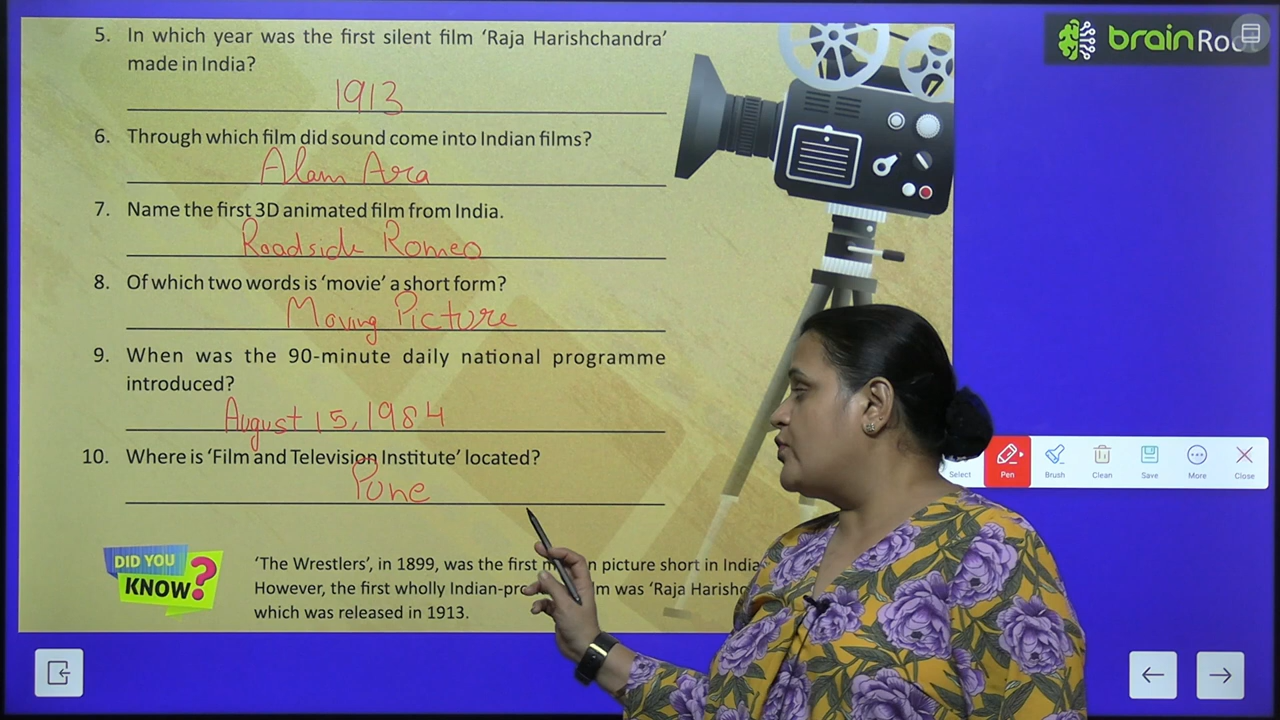 brain Root
5. In which year was the first silent film ‘Raja Harishchandra’
made in India?
1913
6. Through which film did sound come into Indian films?
Alam Ara
7. Name the first 3D animated film from India.
Roadside Romeo
8. Of which two words is ‘movie’ a short form?
Moving Picture
9. When was the 90-minute daily national programme
introduced?
August 15, 1984
10. Where is ‘Film and Television Institute’ located?
Pune
Select Pen Brush Clean Save More Close
DID YOU
KNOW?
‘The Wrestlers’, in 1899, was the first picture short in India
However, the first wholly Indian-pro was ‘Raja Harishc
which was released in 1913.